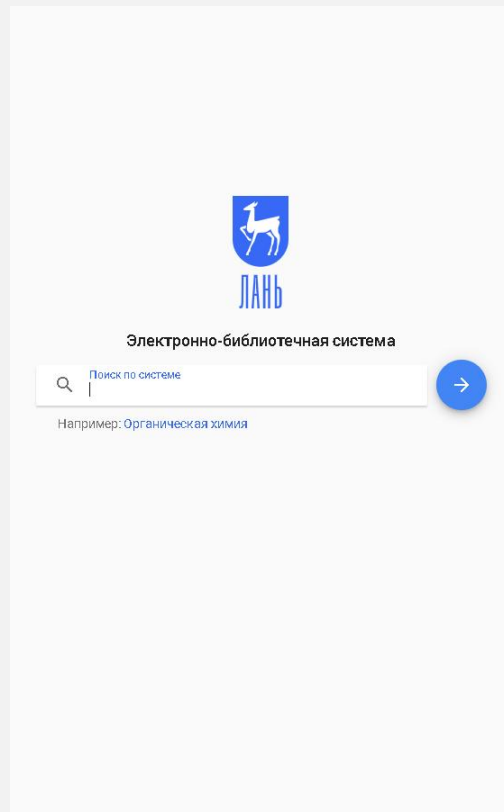 ЛАНЬ
Электронно-библиотечная система
Поиск по системе
Например: Органическая химия